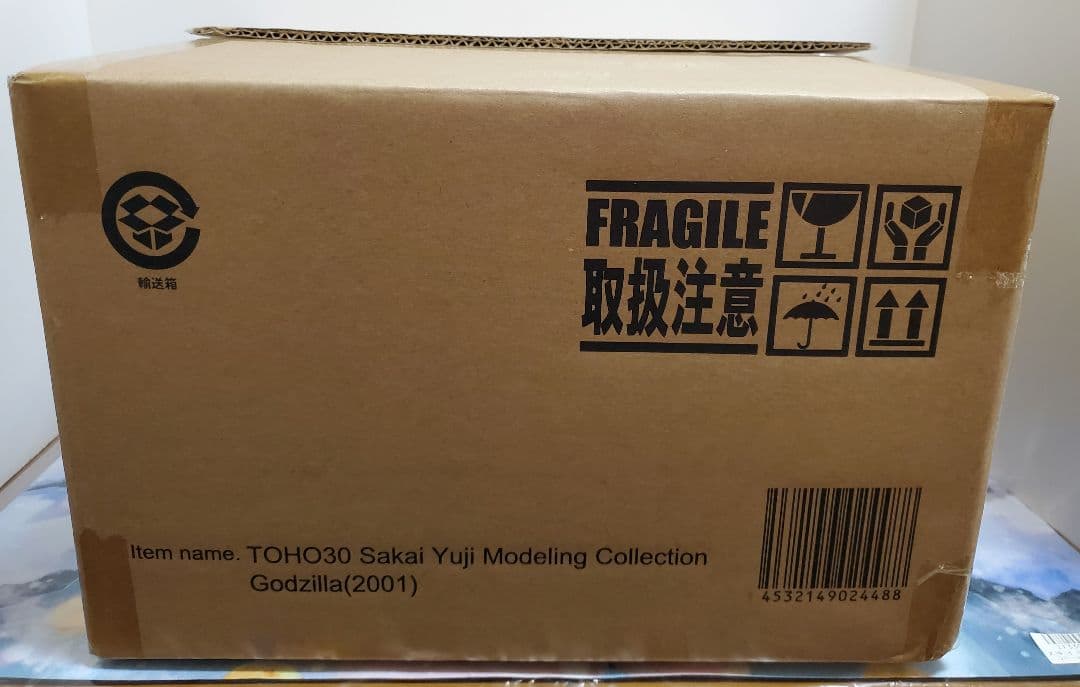 輸送箱
FRAGILE
取扱注意
Item name. TOHO30 Sakai Yuji Modeling Collection
Godzilla(2001)
4532149024488